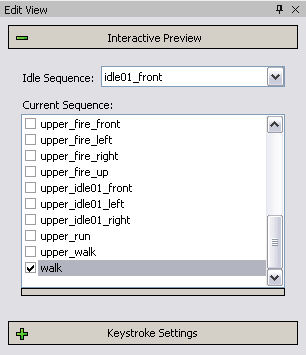 Edit View
Interactive Preview
Idle Sequence: idle01_front
Current Sequence:
upper_fire_front
upper_fire_left
upper_fire_right
upper_fire_up
upper_idle01_front
upper_idle01_left
upper_idle01_right
upper_run
upper_walk
walk
Keystroke Settings